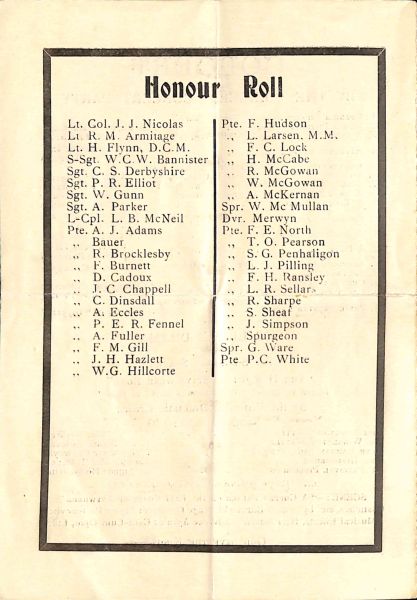 Honour Roll
Lt. Col. J. J. Nicolas
Lt. R. M. Armitage
Lt. H. Flynn, D.C.M.
S-Sgt. W.C.W. Bannister
Sgt. C. S. Derbyshire
Sgt. P. R. Elliot
Sgt. W. Gunn
Sgt. A. Parker
L-Cpl. L. B. McNeil
Pte. A. J. Adams
,, Bauer
,, R. Brocklesby
,, F. Burnett
,, D. Cadoux
,, J. C. Chappell
,, C. Dinsdall
,, A. Eccles
,, P. E. R. Fennel
,, A. Fuller
,, F. M. Gill
,, J. H. Hazlett
,, W.G. Hillcorte
Pte. F. Hudson
,, L. Larsen, M.M.
,, F. C. Lock
,, H. McCabe
,, R. McGowan
,, W. McGowan
,, A. McKernan
Spr. W. Mc Mullan
Dvr. Merwyn
Pte. F. E. North
,, T. O. Pearson
,, S. G. Penhaligon
,, L. J. Pilling
,, F. H. Ransley
,, L. R. Sellars
,, R. Sharpe
,, S. Sheaf
,, J. Simpson
,, Spurgeon
Spr. G. Ware
Pte P.C. White